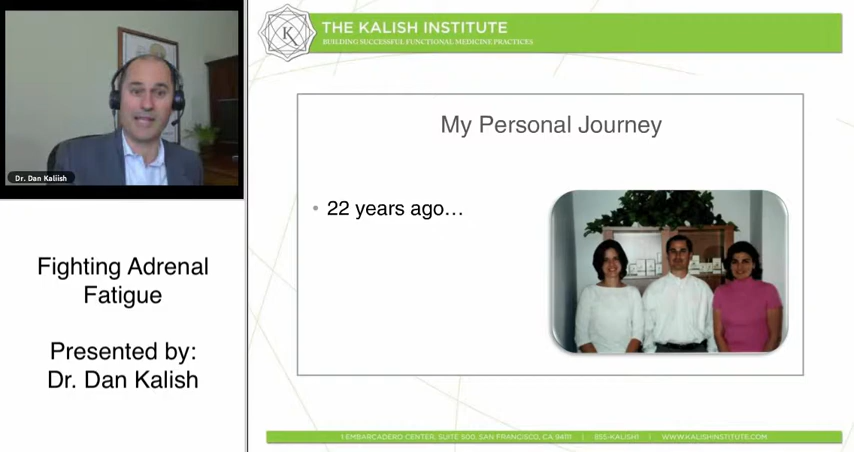 THE KALISH INSTITUTE
BUILDING SUCCESSFUL FUNCTIONAL MEDICINE PRACTICES
My Personal Journey
• 22 years ago…
Dr. Dan Kaliish
Fighting Adrenal
Fatigue
Presented by:
Dr. Dan Kalish
1 EMBARCADERO CENTER, SUITE 500, SAN FRANCISCO, CA 94111 | 855-KALISH1 | WWW.KALISHINSTITUTE.COM
K